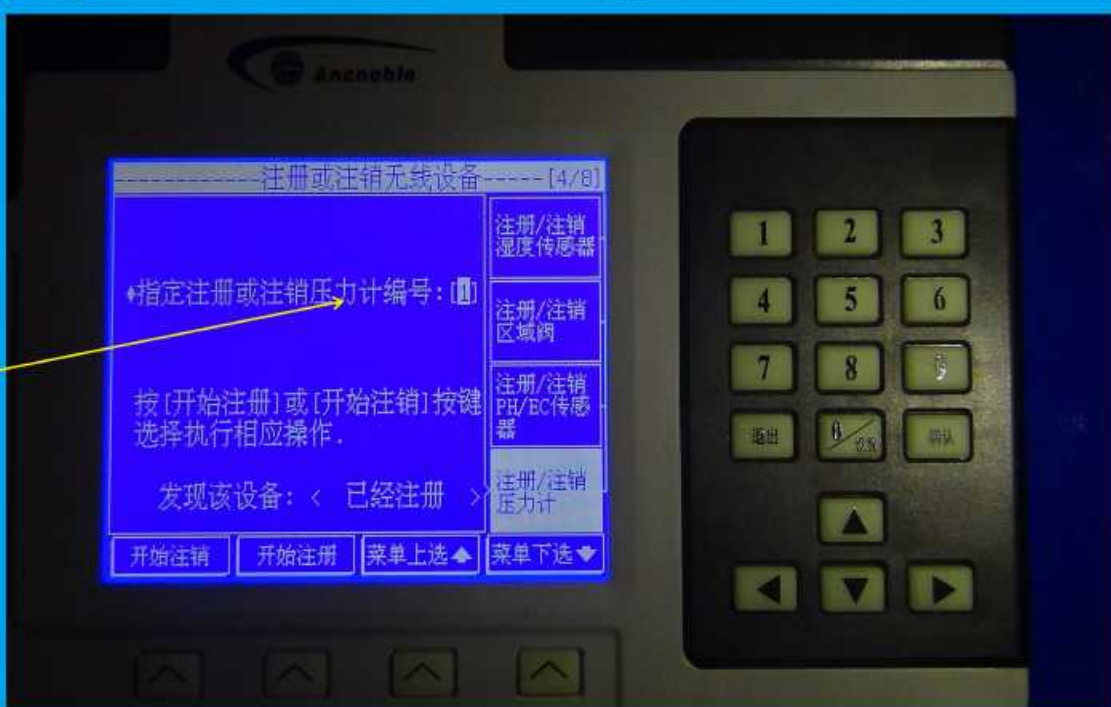 Ancnoble
-----------注册或注销无线设备-----[4/8]
♦指定注册或注销压力计编号:[1]
按[开始注册]或[开始注销]按键
选择执行相应操作.
发现该设备: < 已经注册 >
注册/注销
湿度传感器
注册/注销
区域阀
注册/注销
PH/EC传感
器
注册/注销
压力计
开始注销 开始注册 菜单上选↑ 菜单下选↓
1 2 3
4 5 6
7 8 9
退出 0/设置 确认